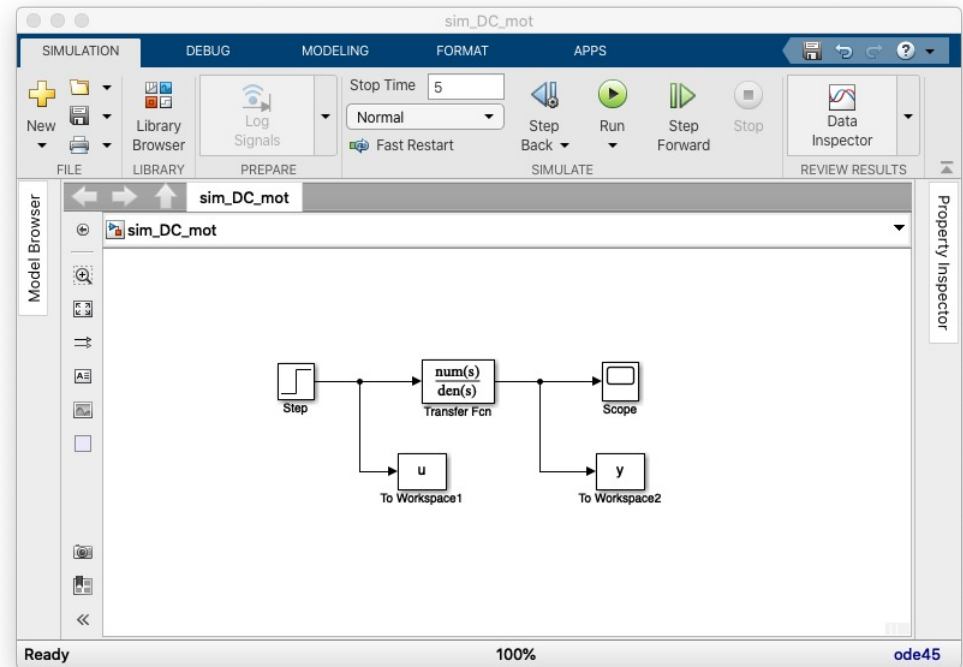 sim_DC_mot
SIMULATION DEBUG MODELING FORMAT APPS
?
New
FILE
Library
Browser
LIBRARY
Log
Signals
PREPARE
Stop Time 5
Normal
Fast Restart
Step
Back
Run
Step
Forward
Stop
SIMULATE
Data
Inspector
REVIEW RESULTS
Model Browser
sim_DC_mot
sim_DC_mot
Property Inspector
A
num(s)
den(s)
Step
Transfer Fcn
Scope
u
y
To Workspace1
To Workspace2
Ready 100% ode45